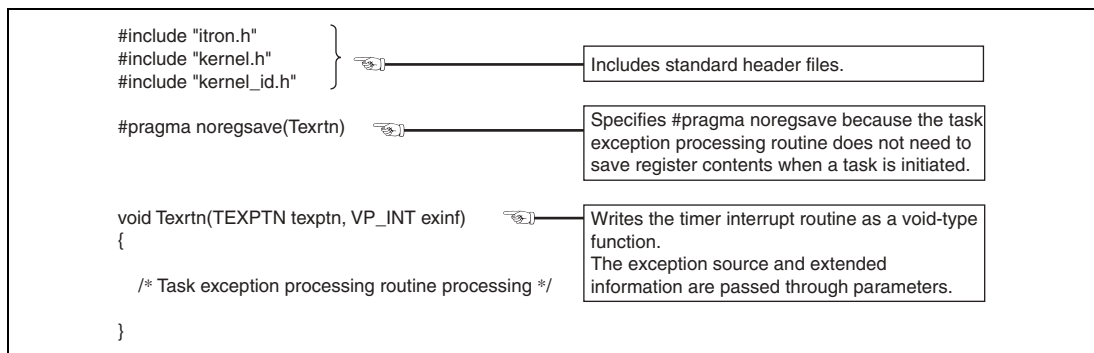 #include "itron.h"
#include "kernel.h"
#include "kernel_id.h"
Includes standard header files.
#pragma noregsave(Texrtn)
Specifies #pragma noregsave because the task
exception processing routine does not need to
save register contents when a task is initiated.
void Texrtn(TEXPTN texptn, VP_INT exinf)
{
/* Task exception processing routine processing */
}
Writes the timer interrupt routine as a void-type
function.
The exception source and extended
information are passed through parameters.